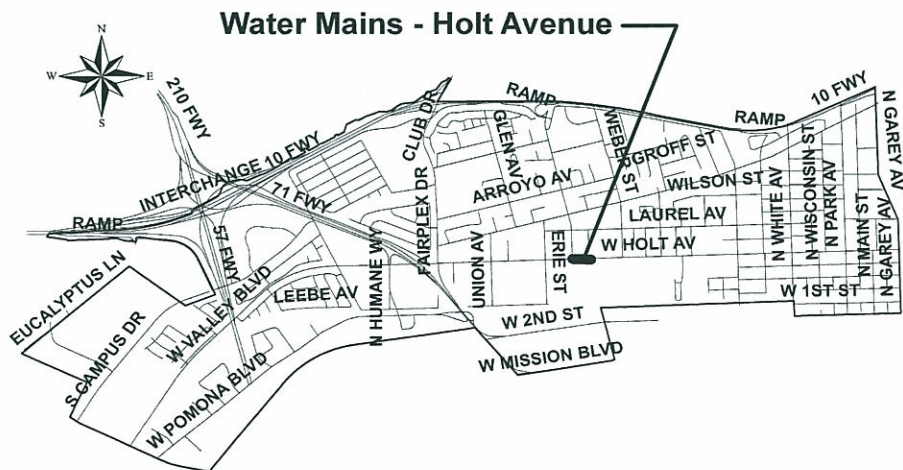 Water Mains - Holt Avenue
N
W
E
S
210 FWY
INTERCHANGE 10 FWY
RAMP
57 FWY
71 FWY
CLUB DR
FAIRPLEX DR
RAMP
GLEN AV
ARROYO AV
WEBER ST
GROFF ST
WILSON ST
LAUREL AV
W HOLT AV
RAMP
10 FWY
N GAREY AV
N WHITE AV
N WISCONSIN ST
N PARK AV
N MAIN ST
N GAREY AV
W 1ST ST
ERIE ST
UNION AV
N HUMANE WY
LEEBE AV
W 2ND ST
W MISSION BLVD
EUCALYPTUS LN
S CAMPUS DR
W VALLEY BLVD
W POMONA BLVD